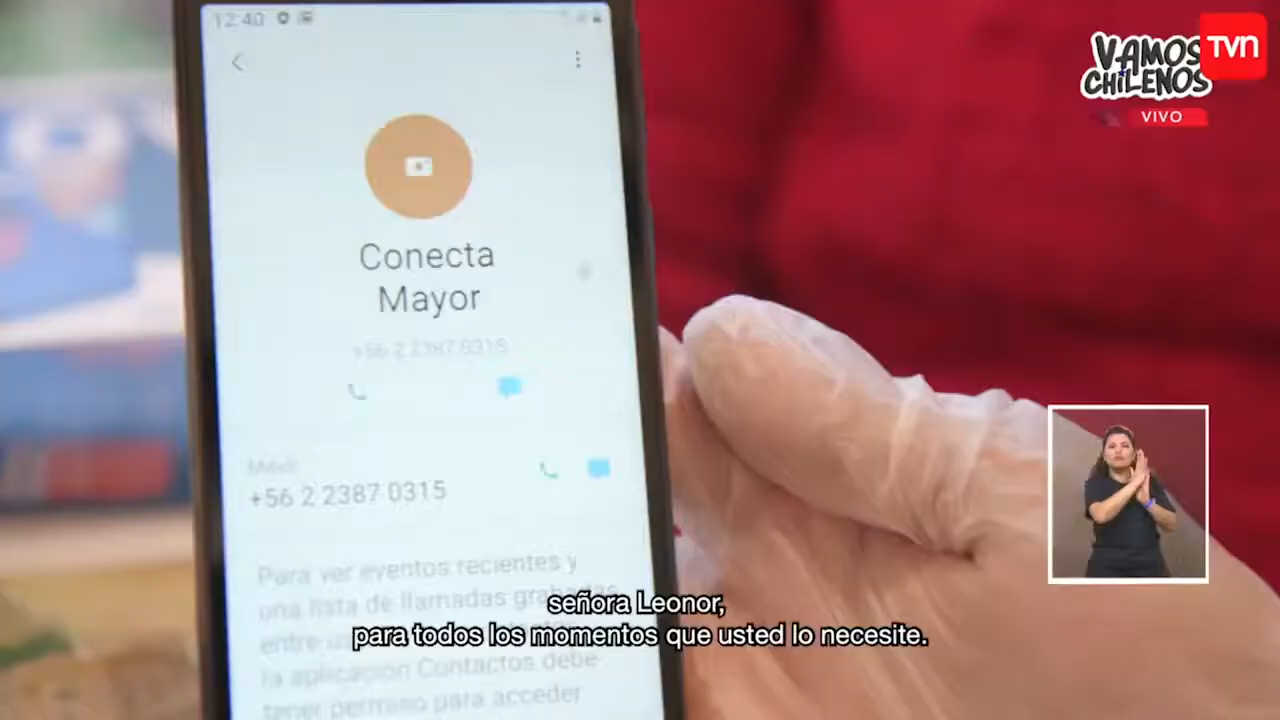 12:40
VAMOS
CHiLENOS
TVN
VIVO
Conecta
Mayor
+56 2 2387 0315
Móvil
+56 2 2387 0315
Para ver eventos recientes y
una lista de llamadas
entre
la aplicación Contactos debe
tener permiso para acceder
señora Leonor,
para todos los momentos que usted lo necesite.